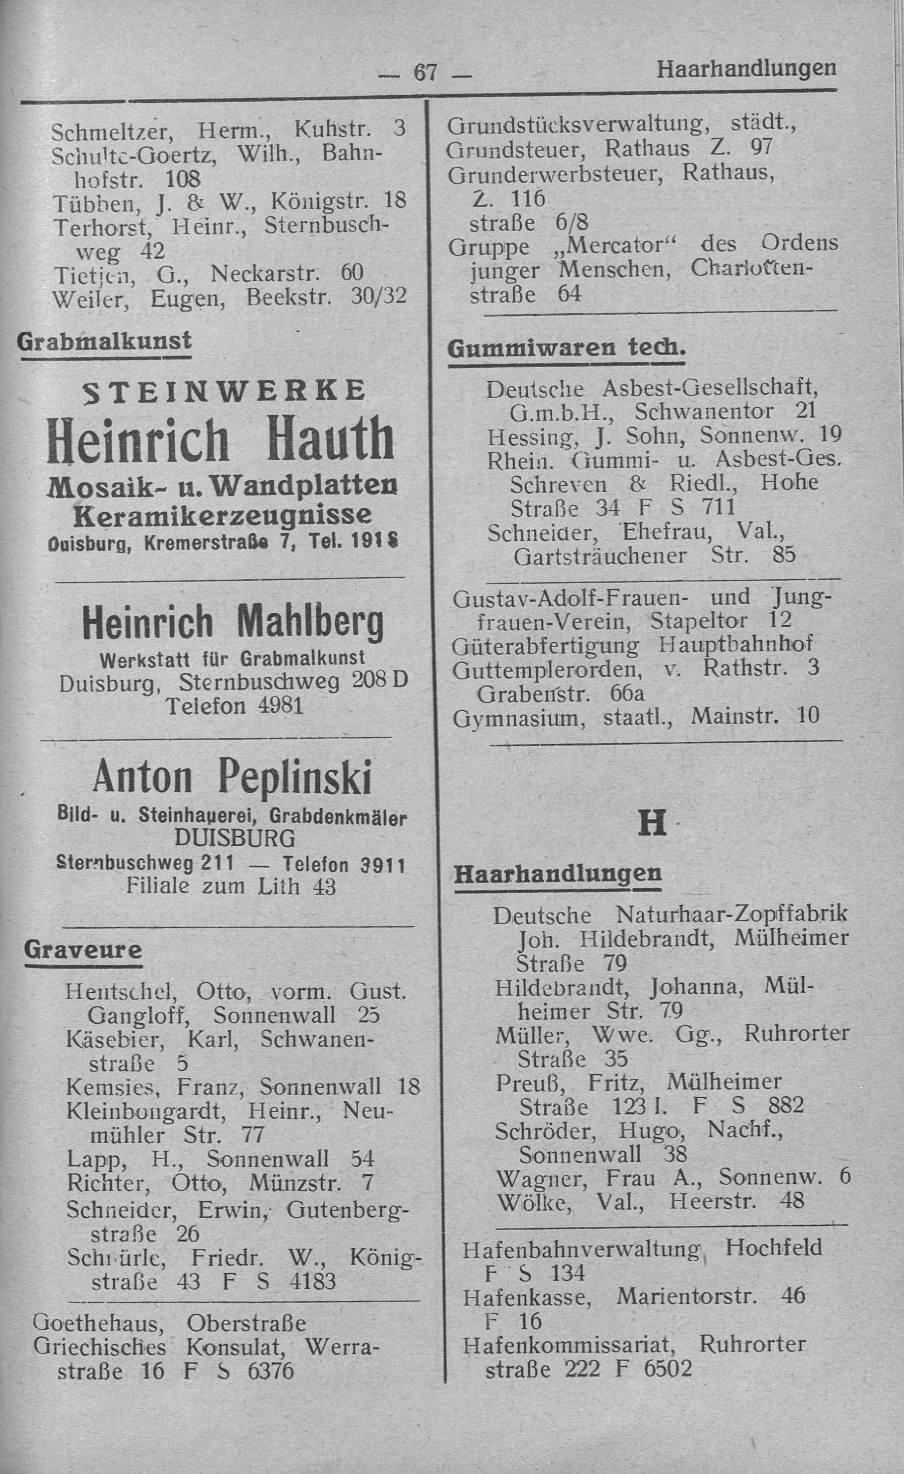 — 67 —
Haarhandlungen
Schmeltzer, Herm., Kuhstr. 3
Schulte-Goertz, Wilh., Bahn-
hofstr. 108
Tübben, J. & W., Königstr. 18
Terhorst, Heinr., Sternbusch-
weg 42
Tietjen, G., Neckarstr. 60
Weiler, Eugen, Beekstr. 30/32
Grabmalkunst
STEINWERKE
Heinrich Hauth
Mosaik- u. Wandplatten
Keramikerzeugnisse
Duisburg, Kremerstraße 7, Tel. 1918
Heinrich Mahlberg
Werkstatt für Grabmalkunst
Duisburg, Sternbuschweg 208 D
Telefon 4981
Anton Peplinski
Bild- u. Steinhauerei, Grabdenkmäler
DUISBURG
Sternbuschweg 211 — Telefon 3911
Filiale zum Lith 43
Graveure
Hentschel, Otto, vorm. Gust.
Gangloff, Sonnenwall 25
Käsebier, Karl, Schwanen-
straße 5
Kemsies, Franz, Sonnenwall 18
Kleinbongardt, Heinr., Neu-
mühler Str. 77
Lapp, H., Sonnenwall 54
Richter, Otto, Münzstr. 7
Schneider, Erwin, Gutenberg-
straße 26
Schnürle, Friedr. W., König-
straße 43 F S 4183
Goethehaus, Oberstraße
Griechisches Konsulat, Werra-
straße 16 F S 6376
Grundstücksverwaltung, städt.,
Grundsteuer, Rathaus Z. 97
Grunderwerbsteuer, Rathaus,
Z. 116
straße 6/8
Gruppe „Mercator“ des Ordens
junger Menschen, Charlotten-
straße 64
Gummiwaren tech.
Deutsche Asbest-Gesellschaft,
G.m.b.H., Schwanentor 21
Hessing, J. Sohn, Sonnenw. 19
Rhein. Gummi- u. Asbest-Ges.
Schreven & Riedl., Hohe
Straße 34 F S 711
Schneider, Ehefrau, Val.,
Gartsträuchener Str. 85
Gustav-Adolf-Frauen- und Jung-
frauen-Verein, Stapeltor 12
Güterabfertigung Hauptbahnhof
Guttemplerorden, v. Rathstr. 3
Grabenstr. 66a
Gymnasium, staatl., Mainstr. 10
H
Haarhandlungen
Deutsche Naturhaar-Zopffabrik
Joh. Hildebrandt, Mülheimer
Straße 79
Hildebrandt, Johanna, Mül-
heimer Str. 79
Müller, Wwe. Gg., Ruhrorter
Straße 35
Preuß, Fritz, Mülheimer
Straße 123 I. F S 882
Schröder, Hugo, Nachf.,
Sonnenwall 38
Wagner, Frau A., Sonnenw. 6
Wölke, Val., Heerstr. 48
Hafenbahnverwaltung, Hochfeld
F S 134
Hafenkasse, Marientorstr. 46
F 16
Hafenkommissariat, Ruhrorter
straße 222 F 6502